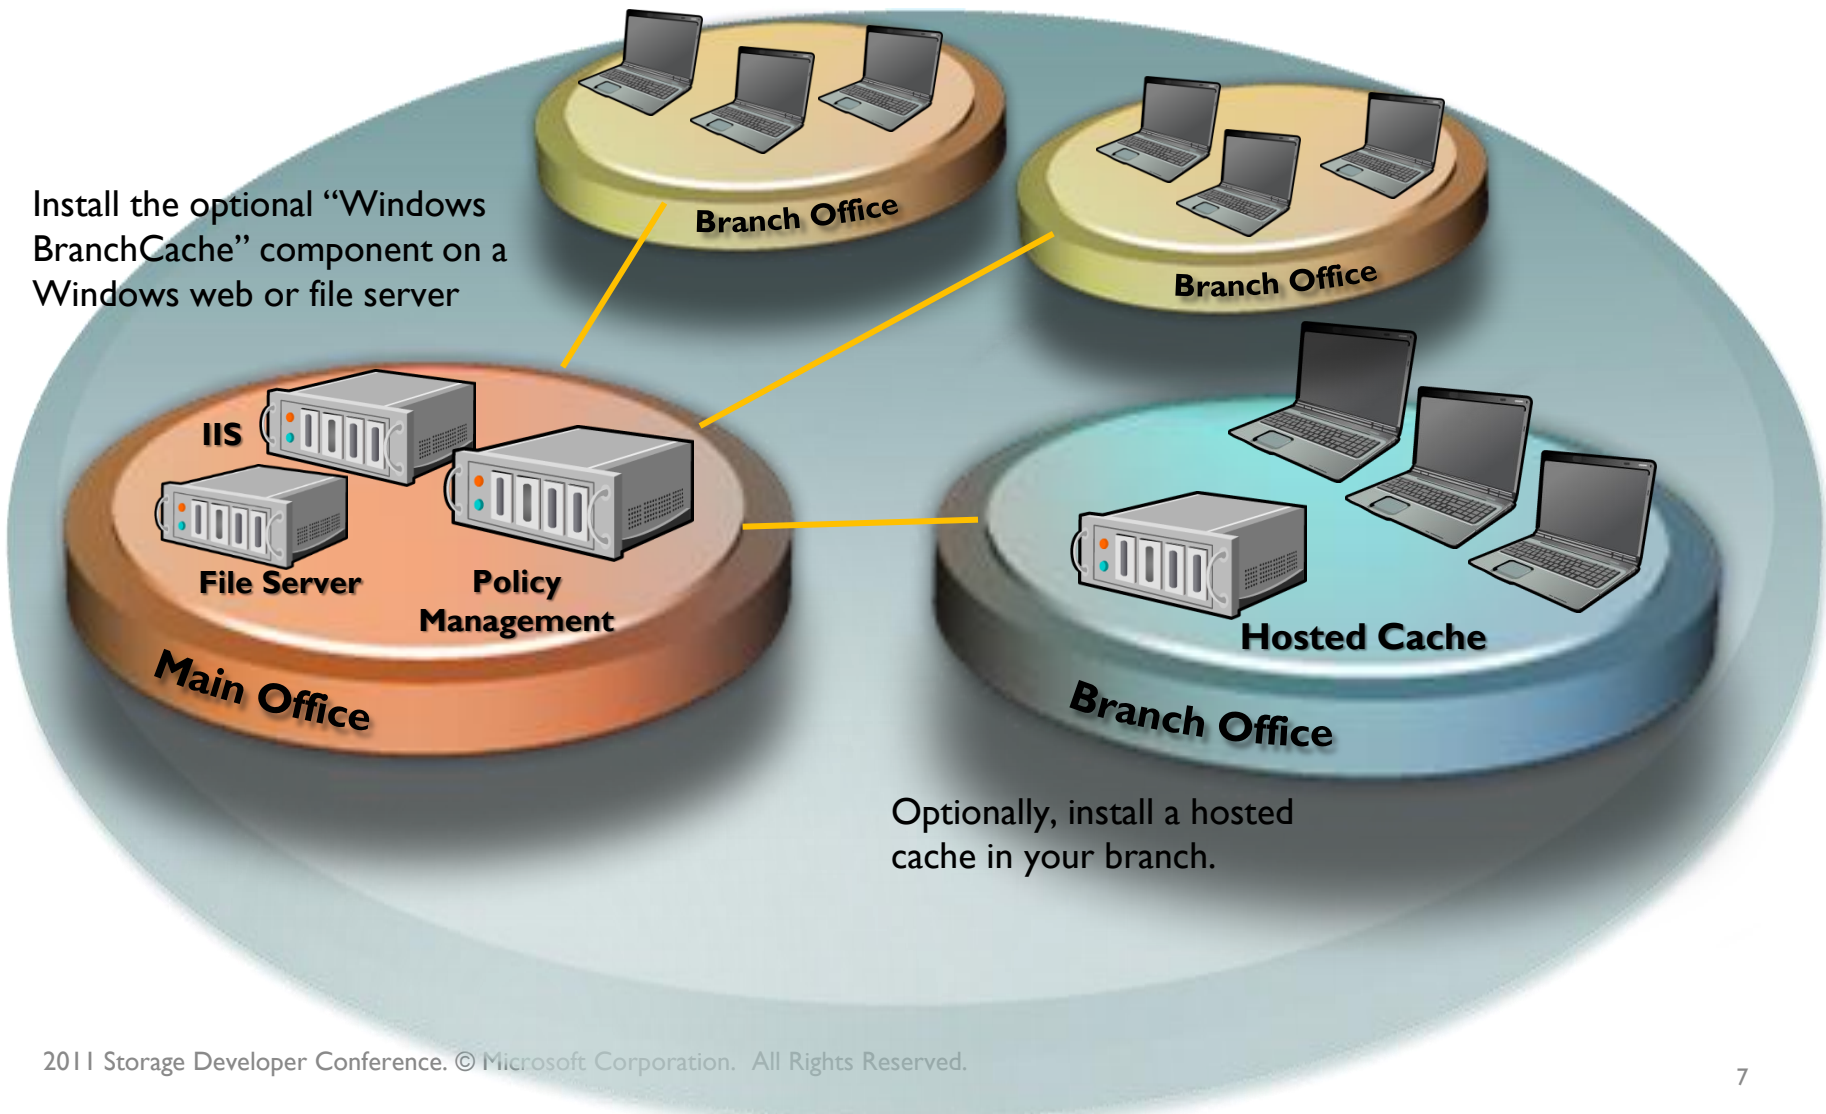 Install the optional “Windows
BranchCache” component on a
Windows web or file server
Branch Office
Branch Office
IIS
File Server
Policy
Management
Main Office
Hosted Cache
Branch Office
Optionally, install a hosted
cache in your branch.
2011 Storage Developer Conference. © Microsoft Corporation. All Rights Reserved.
7